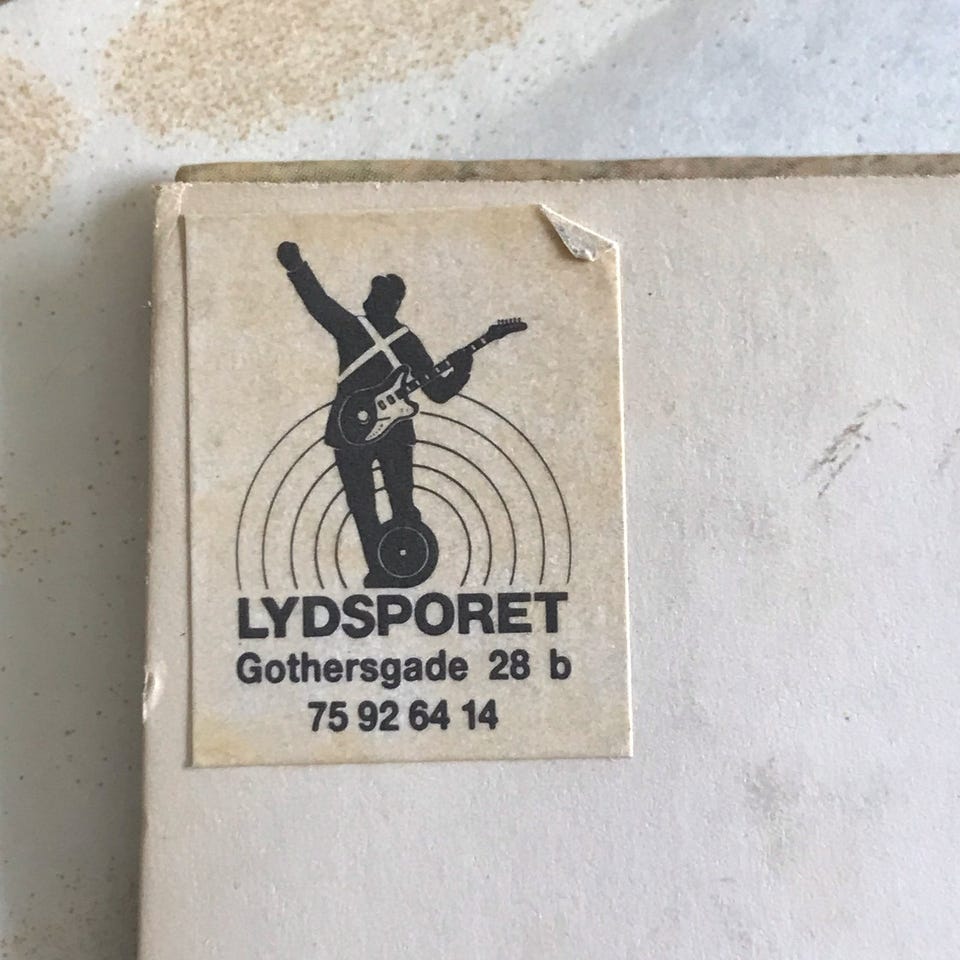 LYDSPORET
Gothersgade 28 b
75 92 64 14